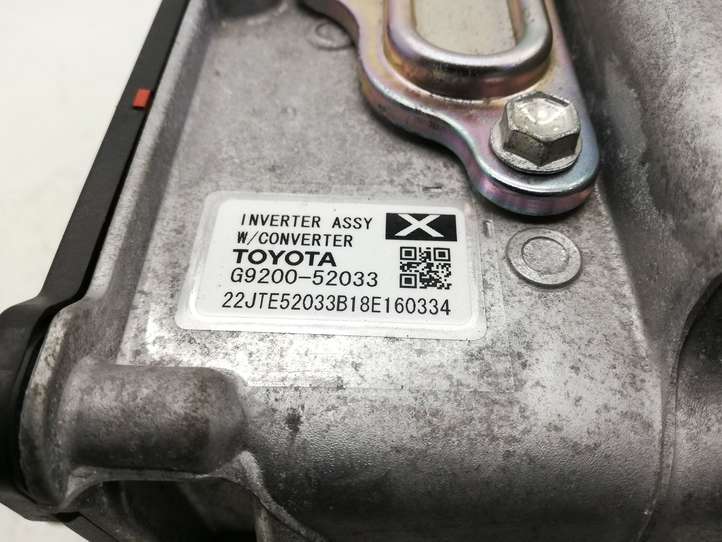 INVERTER ASSY X
W/CONVERTER
TOYOTA
G9200-52033
22JTE52033B18E160334